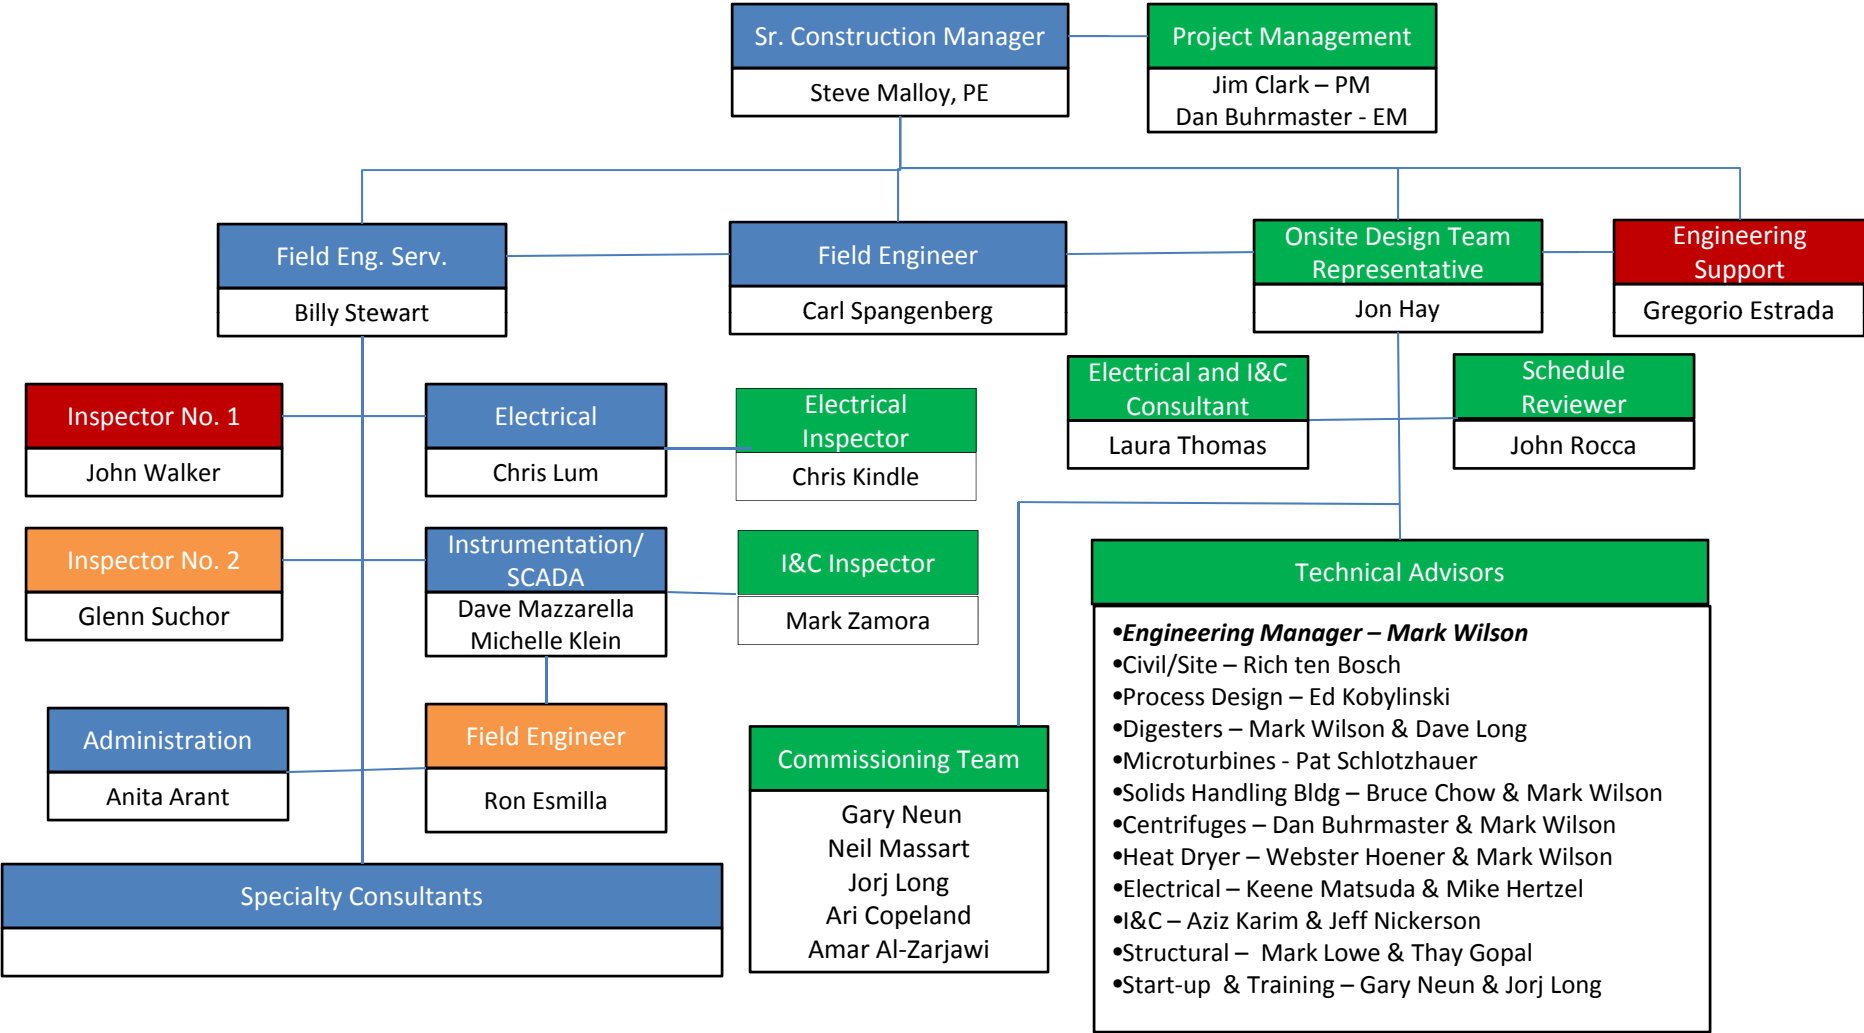 Sr. Construction Manager
Steve Malloy, PE
Project Management
Jim Clark – PM
Dan Buhrmaster - EM
Field Eng. Serv.
Billy Stewart
Field Engineer
Carl Spangenberg
Onsite Design Team
Representative
Jon Hay
Engineering
Support
Gregorio Estrada
Inspector No. 1
John Walker
Electrical
Chris Lum
Electrical
Inspector
Chris Kindle
Electrical and I&C
Consultant
Laura Thomas
Schedule
Reviewer
John Rocca
Inspector No. 2
Glenn Suchor
Instrumentation/
SCADA
Dave Mazzarella
Michelle Klein
I&C Inspector
Mark Zamora
Administration
Anita Arant
Field Engineer
Ron Esmilla
Specialty Consultants
Commissioning Team
Gary Neun
Neil Massart
Jorj Long
Ari Copeland
Amar Al-Zarjawi
Technical Advisors
•Engineering Manager – Mark Wilson
•Civil/Site – Rich ten Bosch
•Process Design – Ed Kobylinski
•Digesters – Mark Wilson & Dave Long
•Microturbines - Pat Schlotzhauer
•Solids Handling Bldg – Bruce Chow & Mark Wilson
•Centrifuges – Dan Buhrmaster & Mark Wilson
•Heat Dryer – Webster Hoener & Mark Wilson
•Electrical – Keene Matsuda & Mike Hertzel
•I&C – Aziz Karim & Jeff Nickerson
•Structural – Mark Lowe & Thay Gopal
•Start-up & Training – Gary Neun & Jorj Long